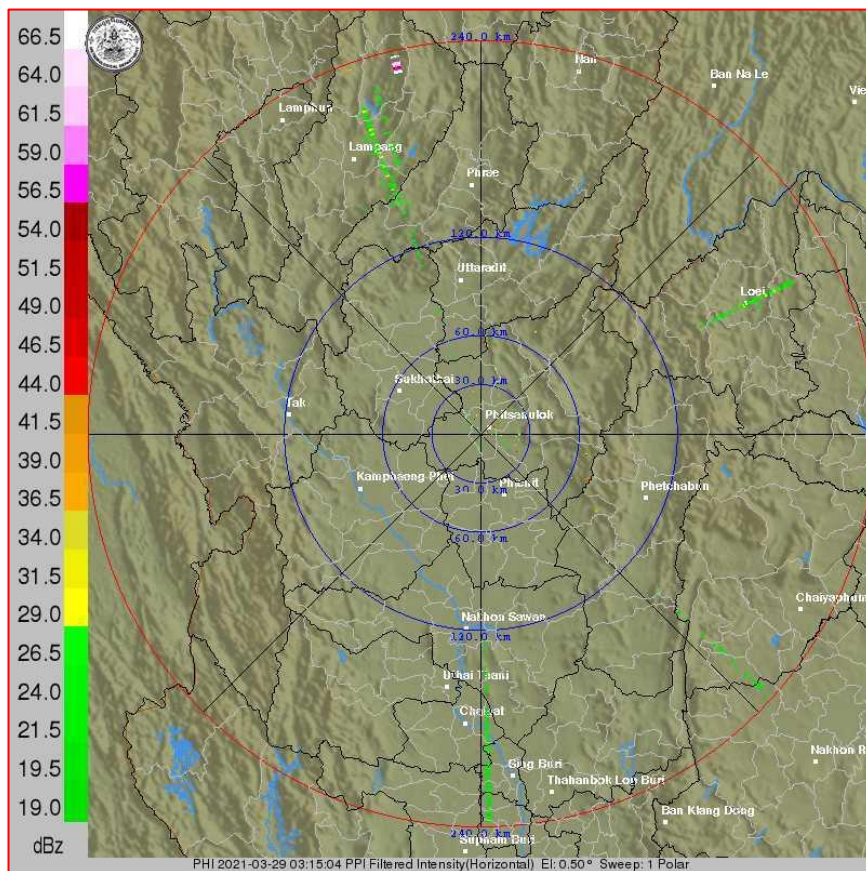 66.5
64.0
61.5
59.0
56.5
54.0
51.5
49.0
46.5
44.0
41.5
39.0
36.5
34.0
31.5
29.0
26.5
24.0
21.5
19.5
19.0
dBz
240.0 km
Nan
Ban Na Le
Vie
Lamphun
Lampang
Phree
120.0 km
Uttaradit
Loei
60.0 km
30.0 km
Sukhothai
Tak
Phitsanulok
Kamphaeng Phet
Phichit
30.0 km
Phetchabun
60.0 km
Chaiyaphum
Nakhon Sawan
120.0 km
Uthai Thani
Chainat
Sing Buri
Nakhon R
Thahanbok Lop Buri
Ban Klang Dong
240.0 km
Suphan Buri
PHI 2021-03-29 03:15:04 PPI Filtered Intensity(Horizontal) El: 0.50° Sweep: 1 Polar